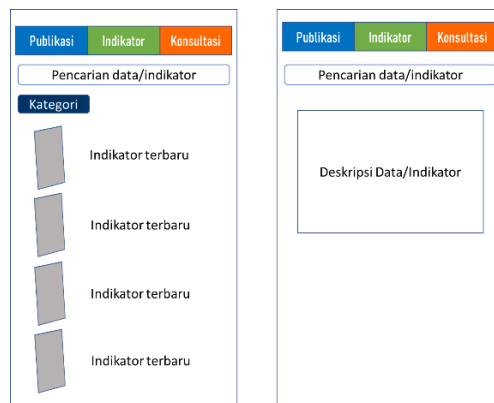 Publikasi Indikator Konsultasi
Pencarian data/indikator
Kategori
Indikator terbaru
Indikator terbaru
Indikator terbaru
Indikator terbaru
Publikasi Indikator Konsultasi
Pencarian data/indikator
Deskripsi Data/Indikator